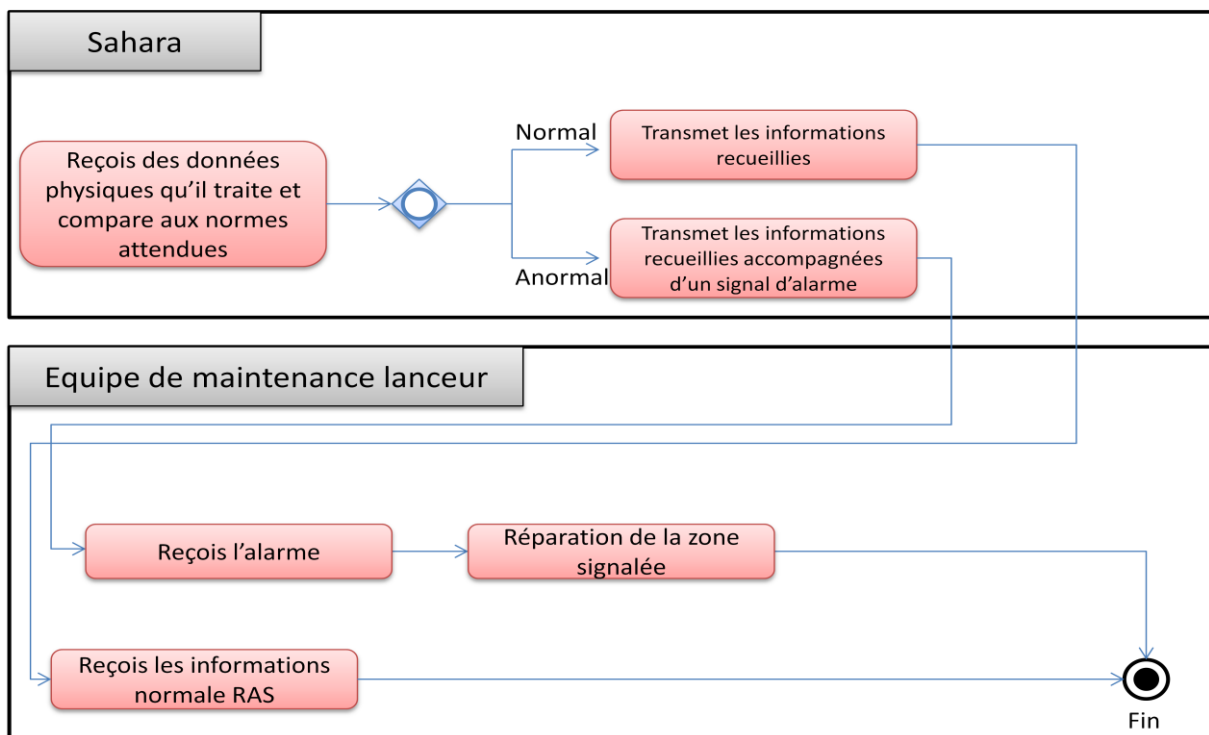 Sahara
Reçois des données
physiques qu’il traite et
compare aux normes
attendues
Normal
Anormal
Transmet les informations
recueillies
Transmet les informations
recueillies accompagnées
d’un signal d’alarme
Equipe de maintenance lanceur
Reçois l’alarme
Réparation de la zone
signalée
Reçois les informations
normale RAS
Fin